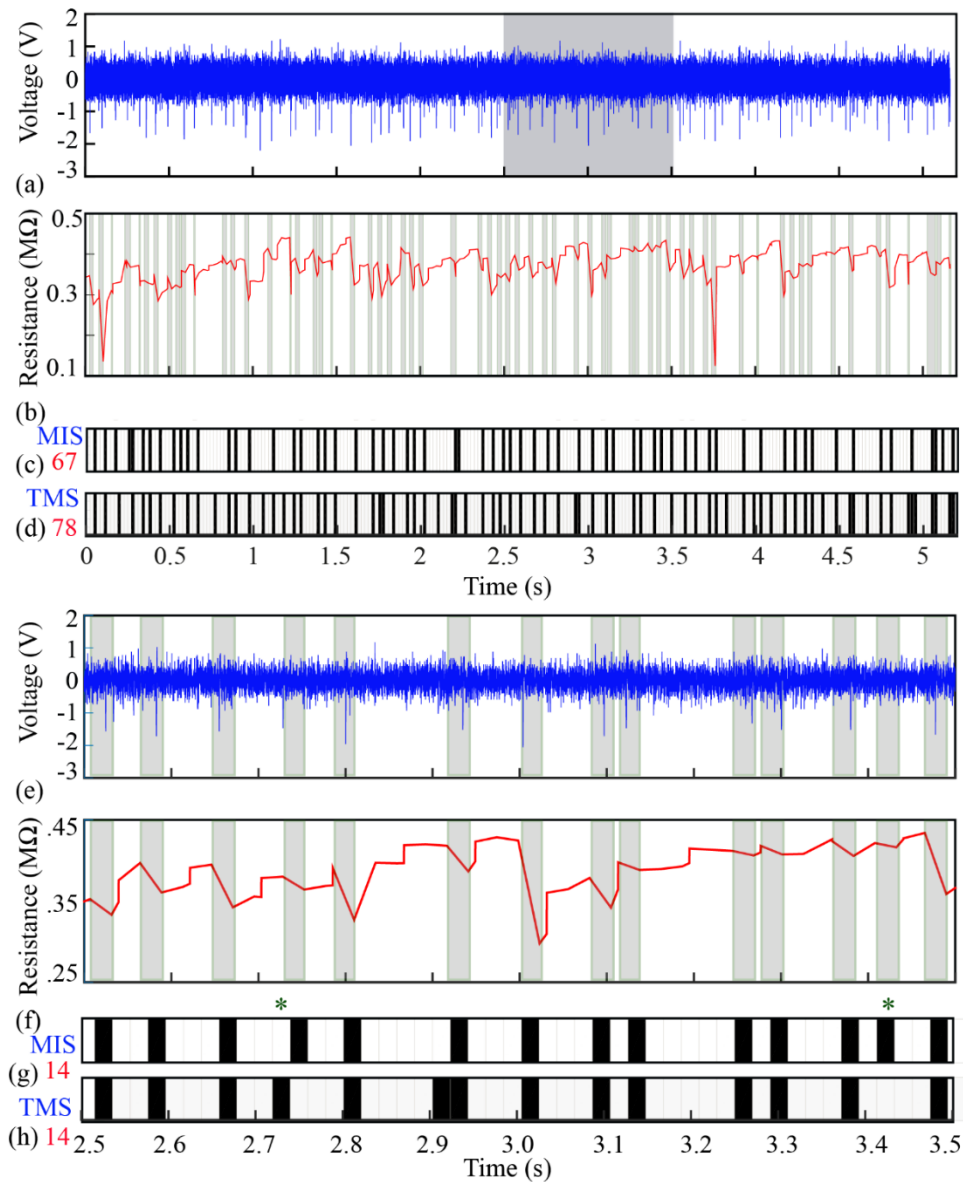 2
1
0
-1
-2
-3
Voltage (V)
(a)
0.5
0.3
0.1
Resistance (MΩ)
(b)
MIS
(c) 67
TMS
(d) 78
0 0.5 1 1.5 2 2.5 3 3.5 4 4.5 5
Time (s)
2
1
0
-1
-2
-3
Voltage (V)
(e)
.45
.35
.25
Resistance (MΩ)
* *
(f)
MIS
(g) 14
TMS
(h) 14
2.5 2.6 2.7 2.8 2.9 3.0 3.1 3.2 3.3 3.4 3.5
Time (s)